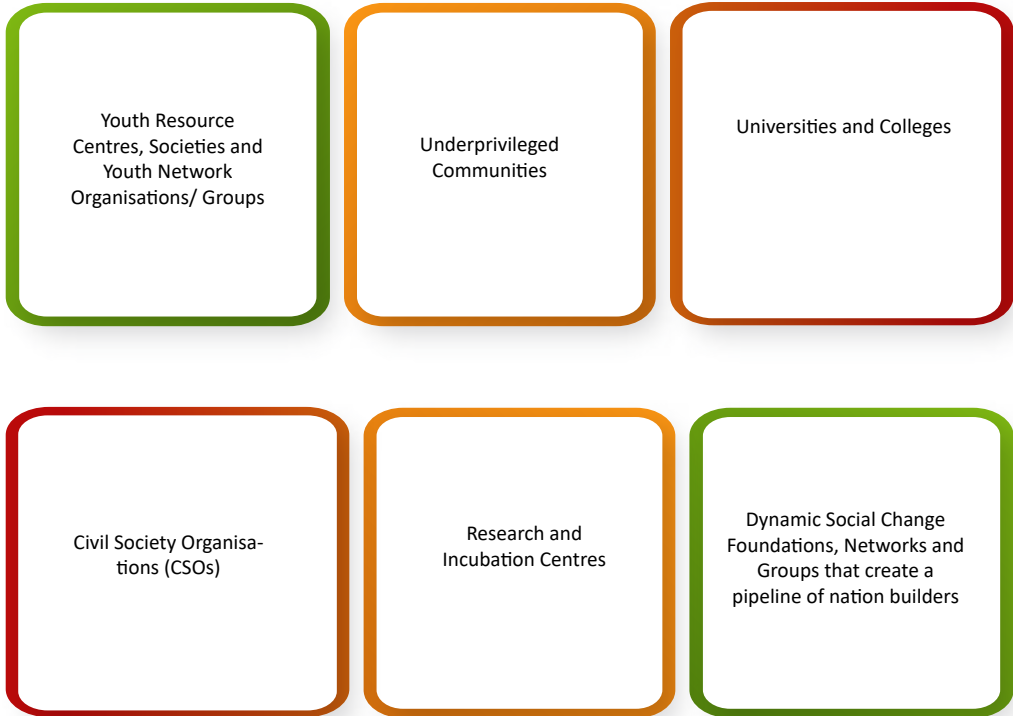 Youth Resource
Centres, Societies and
Youth Network
Organisations/ Groups
Underprivileged
Communities
Universities and Colleges
Civil Society Organisa-
tions (CSOs)
Research and
Incubation Centres
Dynamic Social Change
Foundations, Networks and
Groups that create a
pipeline of nation builders